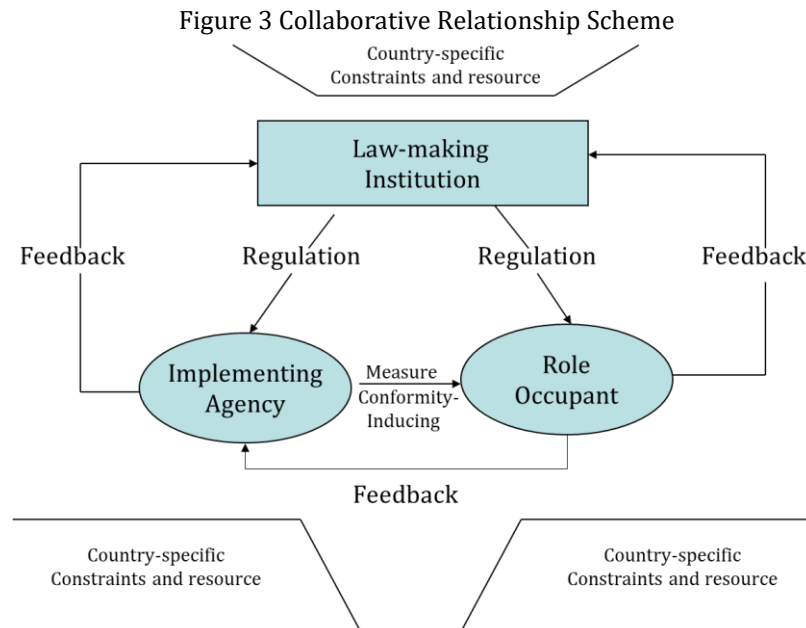 Figure 3 Collaborative Relationship Scheme
Country-specific
Constraints and resource
Law-making
Institution
Feedback
Regulation
Regulation
Feedback
Implementing
Agency
Measure
Conformity-
Inducing
Role
Occupant
Feedback
Country-specific
Constraints and resource
Country-specific
Constraints and resource